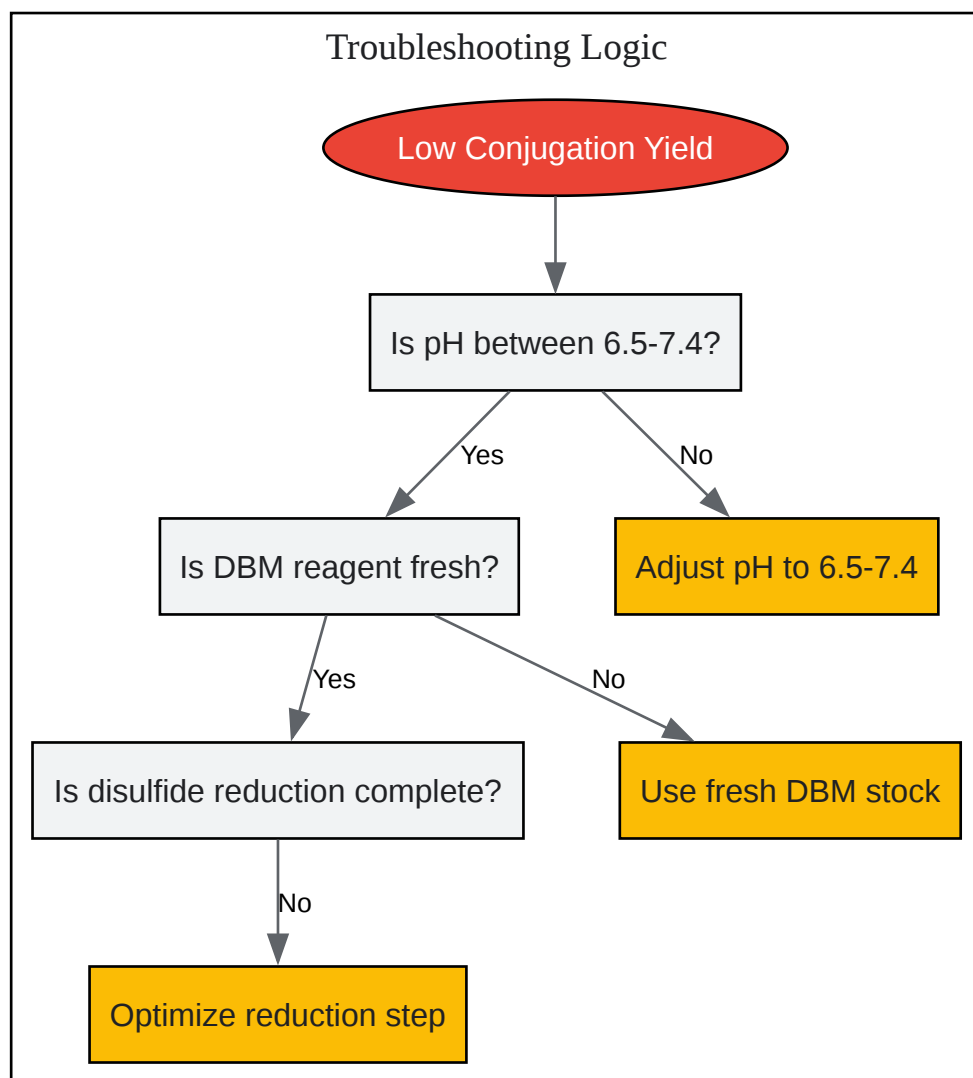 Troubleshooting Logic
Low Conjugation Yield
Is pH between 6.5-7.4?
Yes
No
Is DBM reagent fresh?
Adjust pH to 6.5-7.4
Yes
No
Is disulfide reduction complete?
Use fresh DBM stock
No
Optimize reduction step